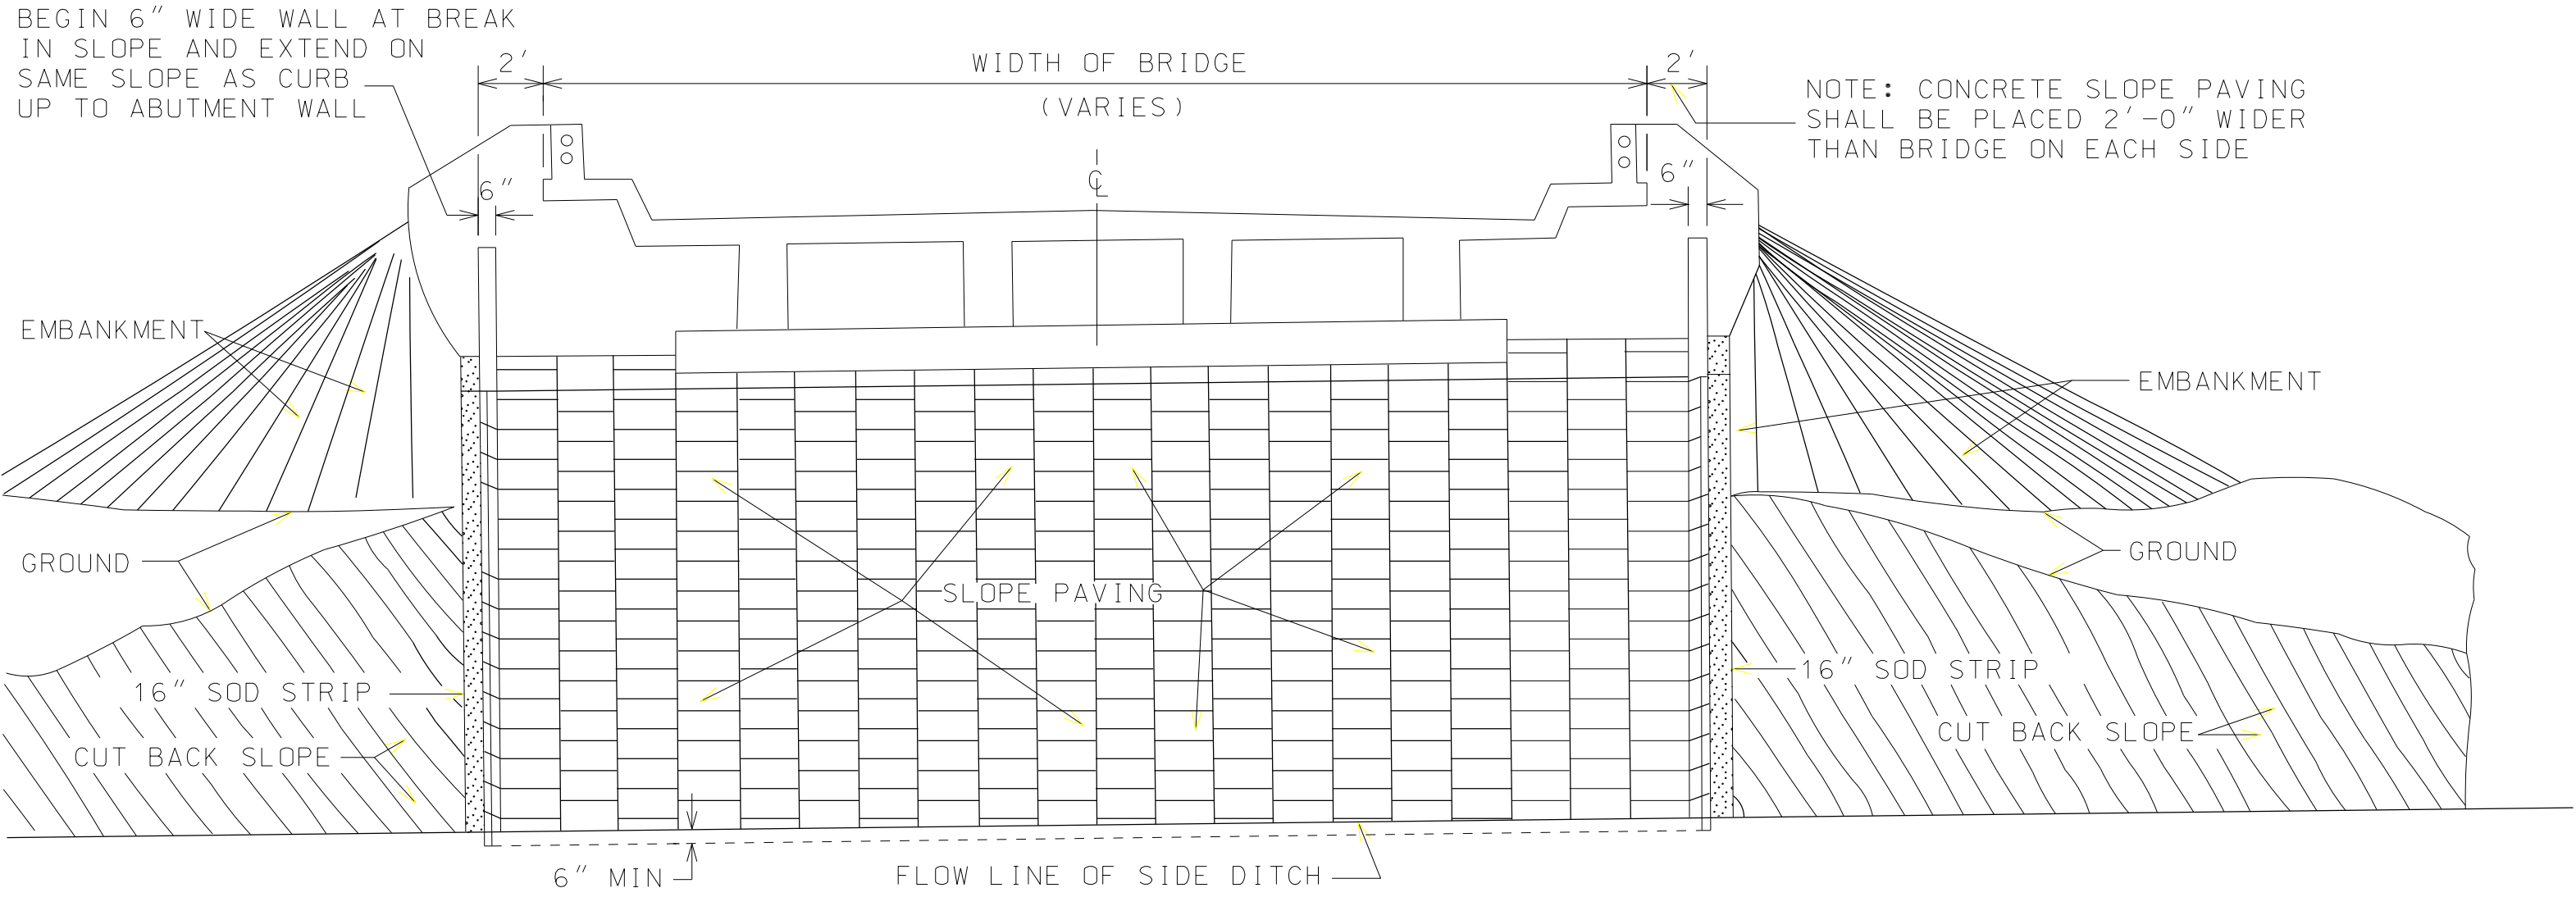 BEGIN 6" WIDE WALL AT BREAK
IN SLOPE AND EXTEND ON
SAME SLOPE AS CURB
UP TO ABUTMENT WALL
2'
WIDTH OF BRIDGE
(VARIES)
2'
NOTE: CONCRETE SLOPE PAVING
SHALL BE PLACED 2'-0" WIDER
THAN BRIDGE ON EACH SIDE
6"
℄
6"
EMBANKMENT
EMBANKMENT
GROUND
SLOPE PAVING
GROUND
16" SOD STRIP
16" SOD STRIP
CUT BACK SLOPE
CUT BACK SLOPE
6" MIN
FLOW LINE OF SIDE DITCH